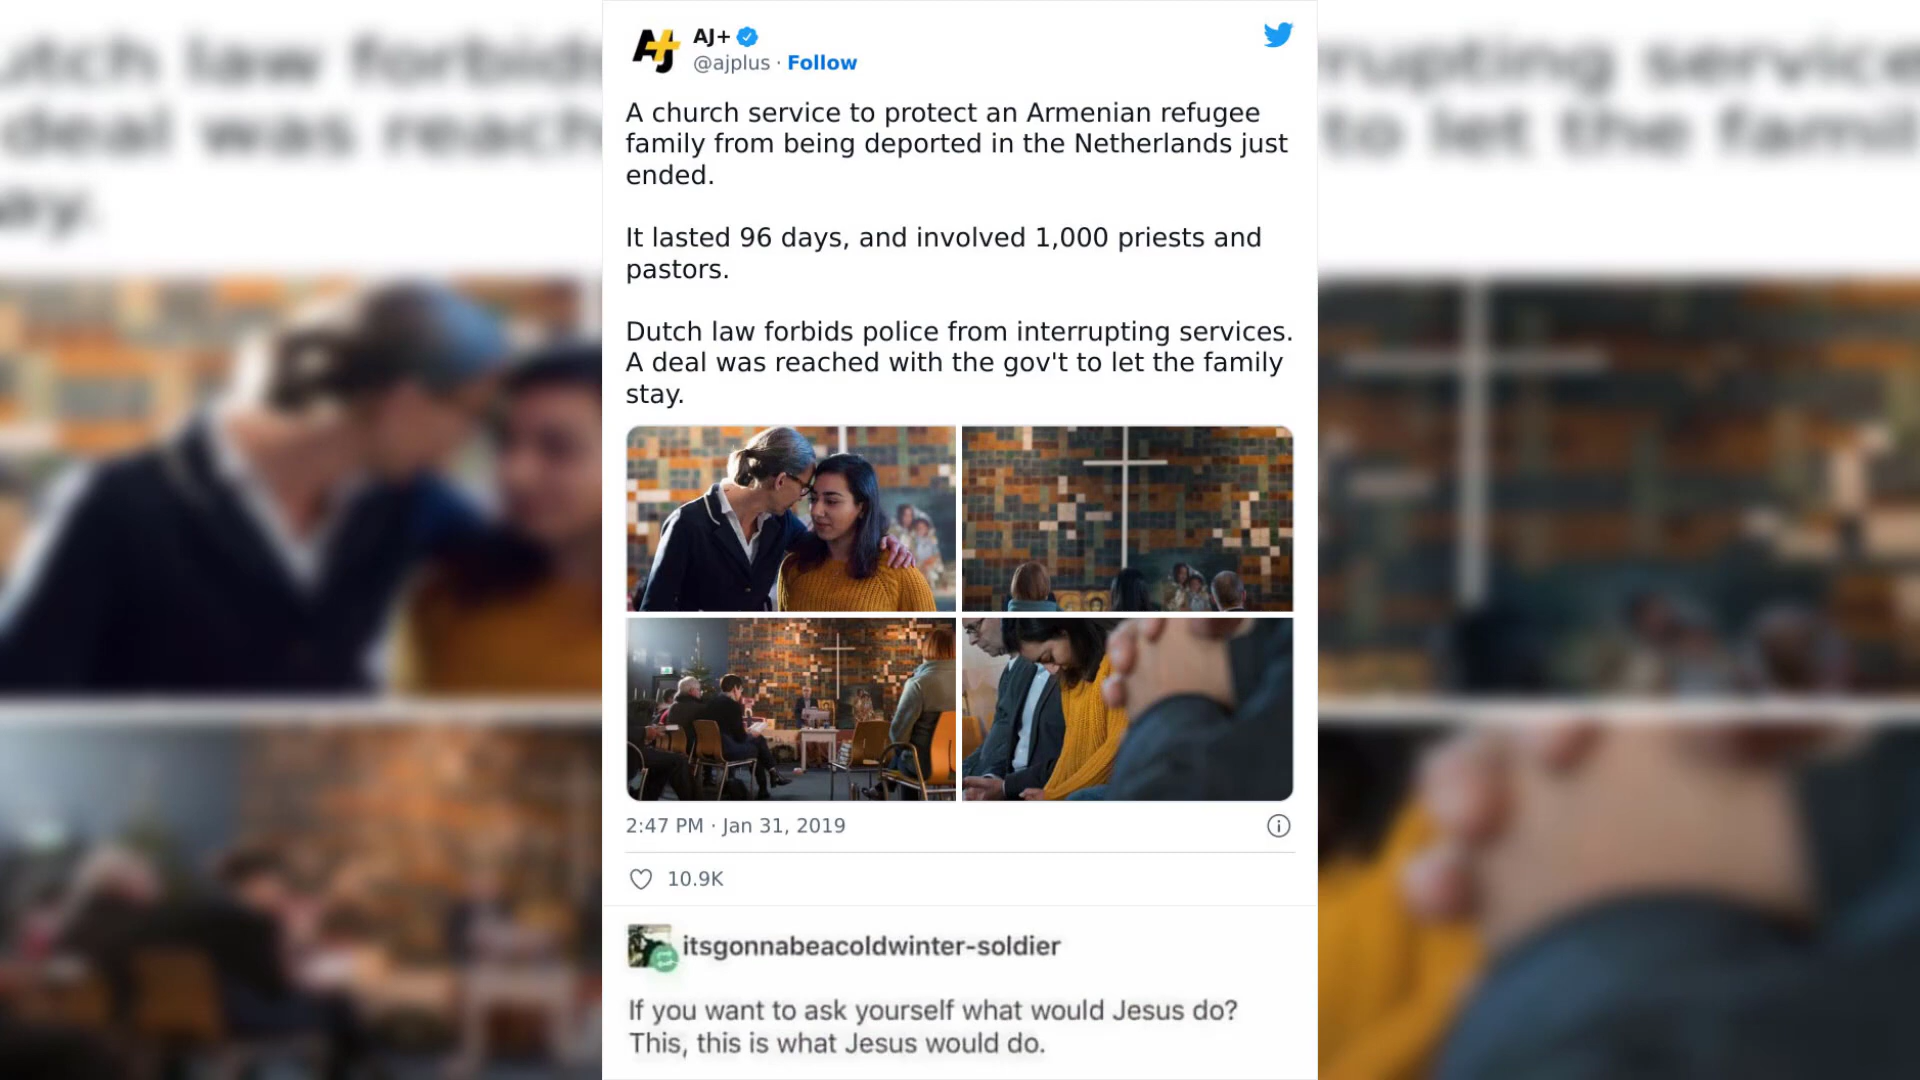 AJ+
@ajplus · Follow
A church service to protect an Armenian refugee
family from being deported in the Netherlands just
ended.
It lasted 96 days, and involved 1,000 priests and
pastors.
Dutch law forbids police from interrupting services.
A deal was reached with the gov't to let the family
stay.
2:47 PM · Jan 31, 2019
10.9K
itsgonnabeacoldwinter-soldier
If you want to ask yourself what would Jesus do?
This, this is what Jesus would do.